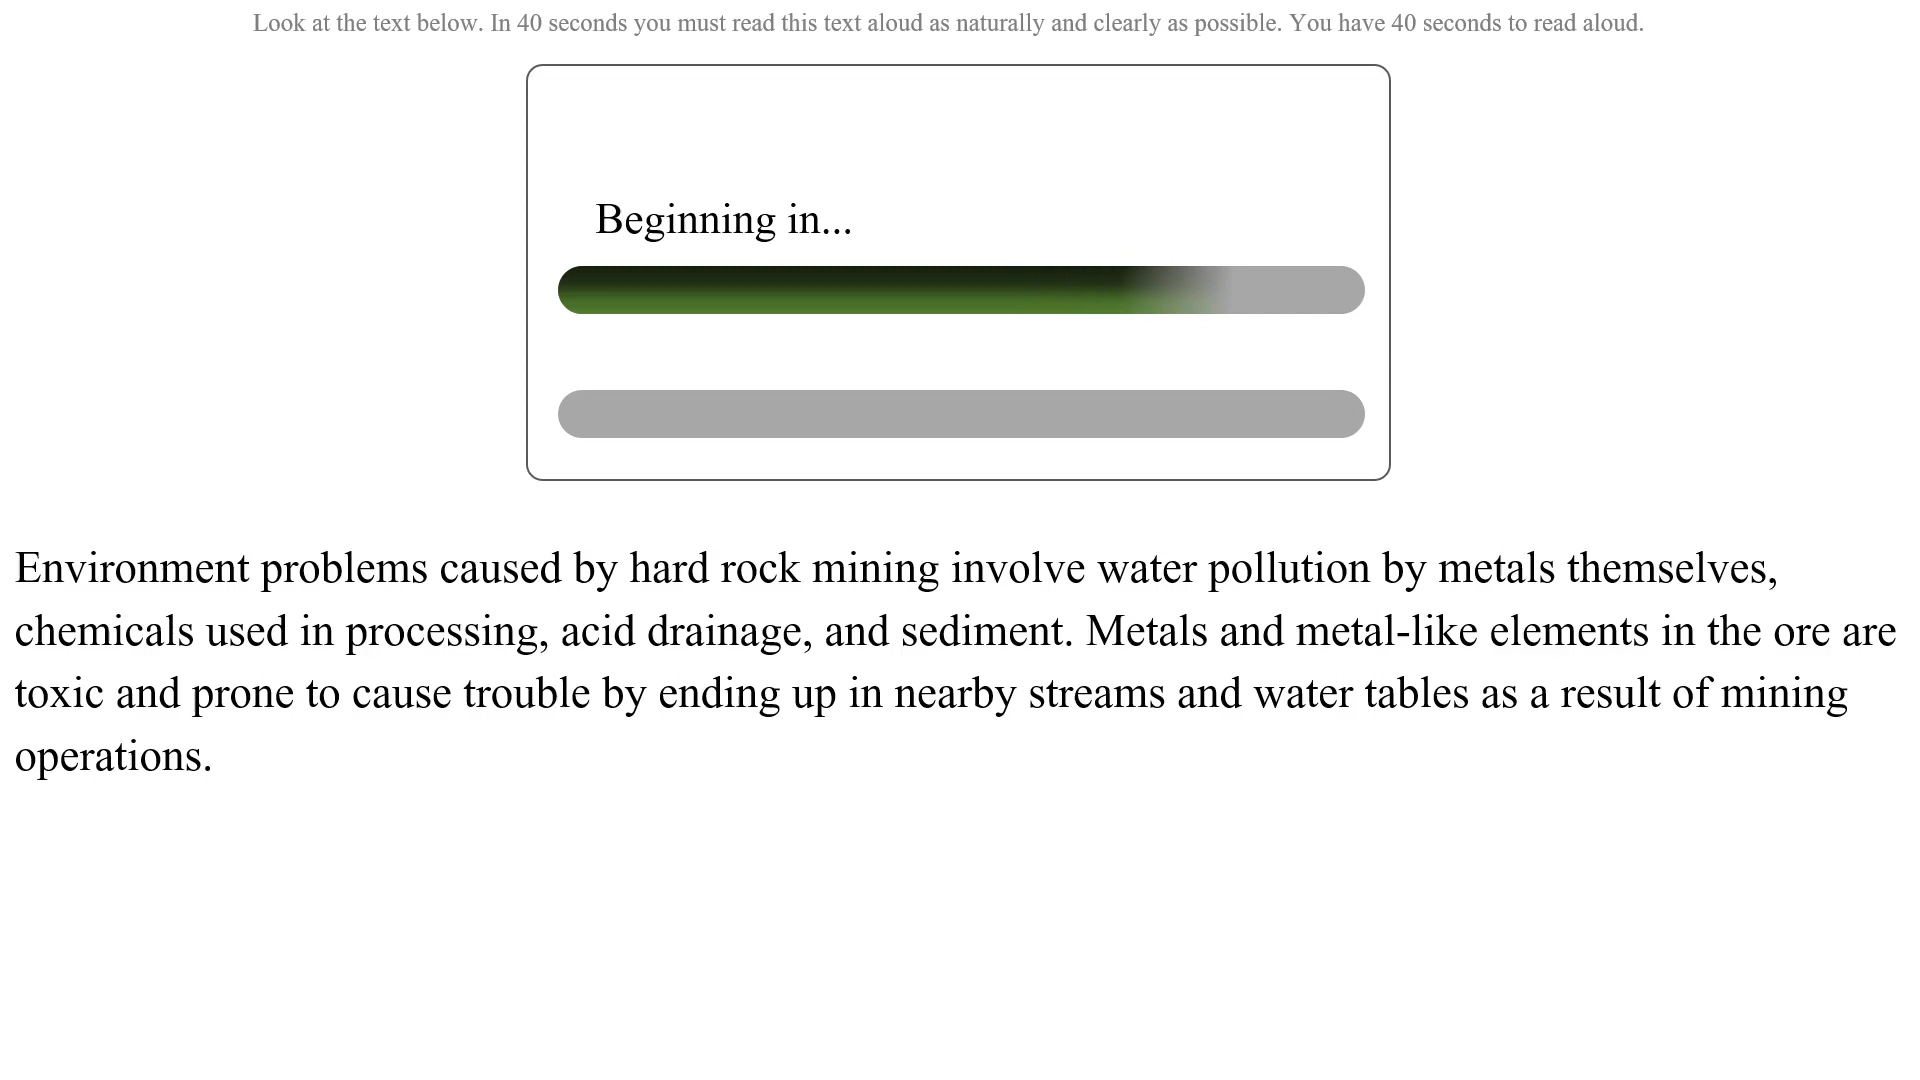 Look at the text below. In 40 seconds you must read this text aloud as naturally and clearly as possible. You have 40 seconds to read aloud.
Beginning in...
Environment problems caused by hard rock mining involve water pollution by metals themselves,
chemicals used in processing, acid drainage, and sediment. Metals and metal-like elements in the ore are
toxic and prone to cause trouble by ending up in nearby streams and water tables as a result of mining
operations.